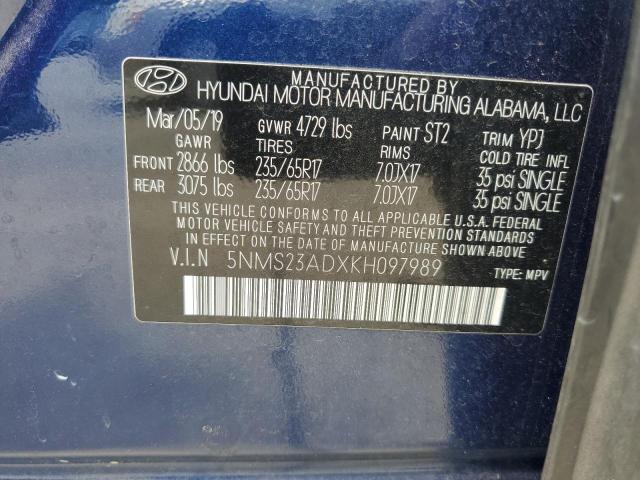 MANUFACTURED BY
HYUNDAI MOTOR MANUFACTURING ALABAMA, LLC
Mar/05/19 GVWR 4729 lbs PAINT ST2 TRIM YPJ
GAWR TIRES RIMS COLD TIRE INFL
FRONT 2866 lbs 235/65R17 7.0JX17 35 psi SINGLE
REAR 3075 lbs 235/65R17 7.0JX17 35 psi SINGLE
THIS VEHICLE CONFORMS TO ALL APPLICABLE U.S.A. FEDERAL
MOTOR VEHICLE SAFETY AND THEFT PREVENTION STANDARDS
IN EFFECT ON THE DATE OF MANUFACTURE SHOWN ABOVE.
V.I.N 5NMS23ADXKH097989 TYPE: MPV